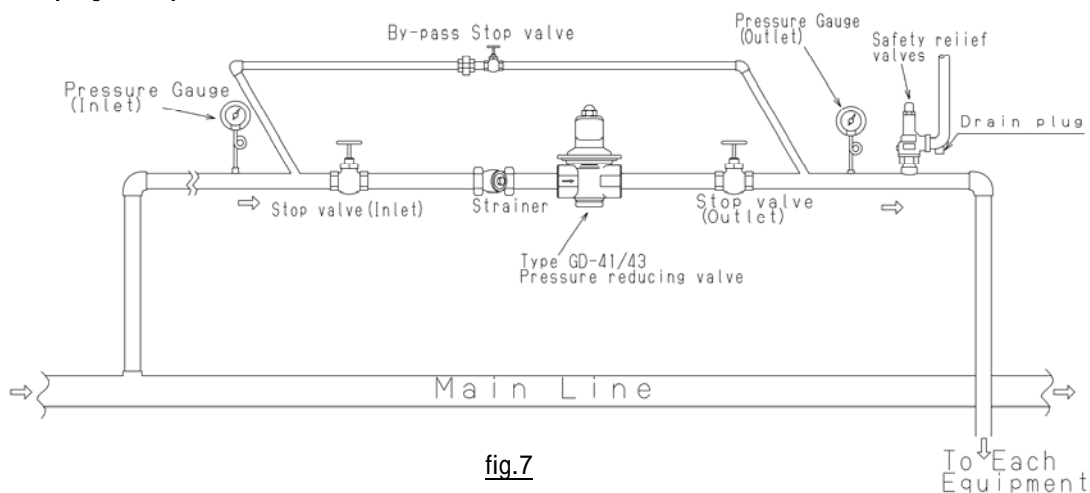 By-pass Stop valve
Pressure Gauge
(Outlet)
Safety reiief
valves
Pressure Gauge
(Inlet)
Drain plug
Stop valve(Inlet)
Strainer
Stop valve
(Outlet)
Type GD-41/43
Pressure reducing valve
Main Line
fig.7
To Each
Equipment